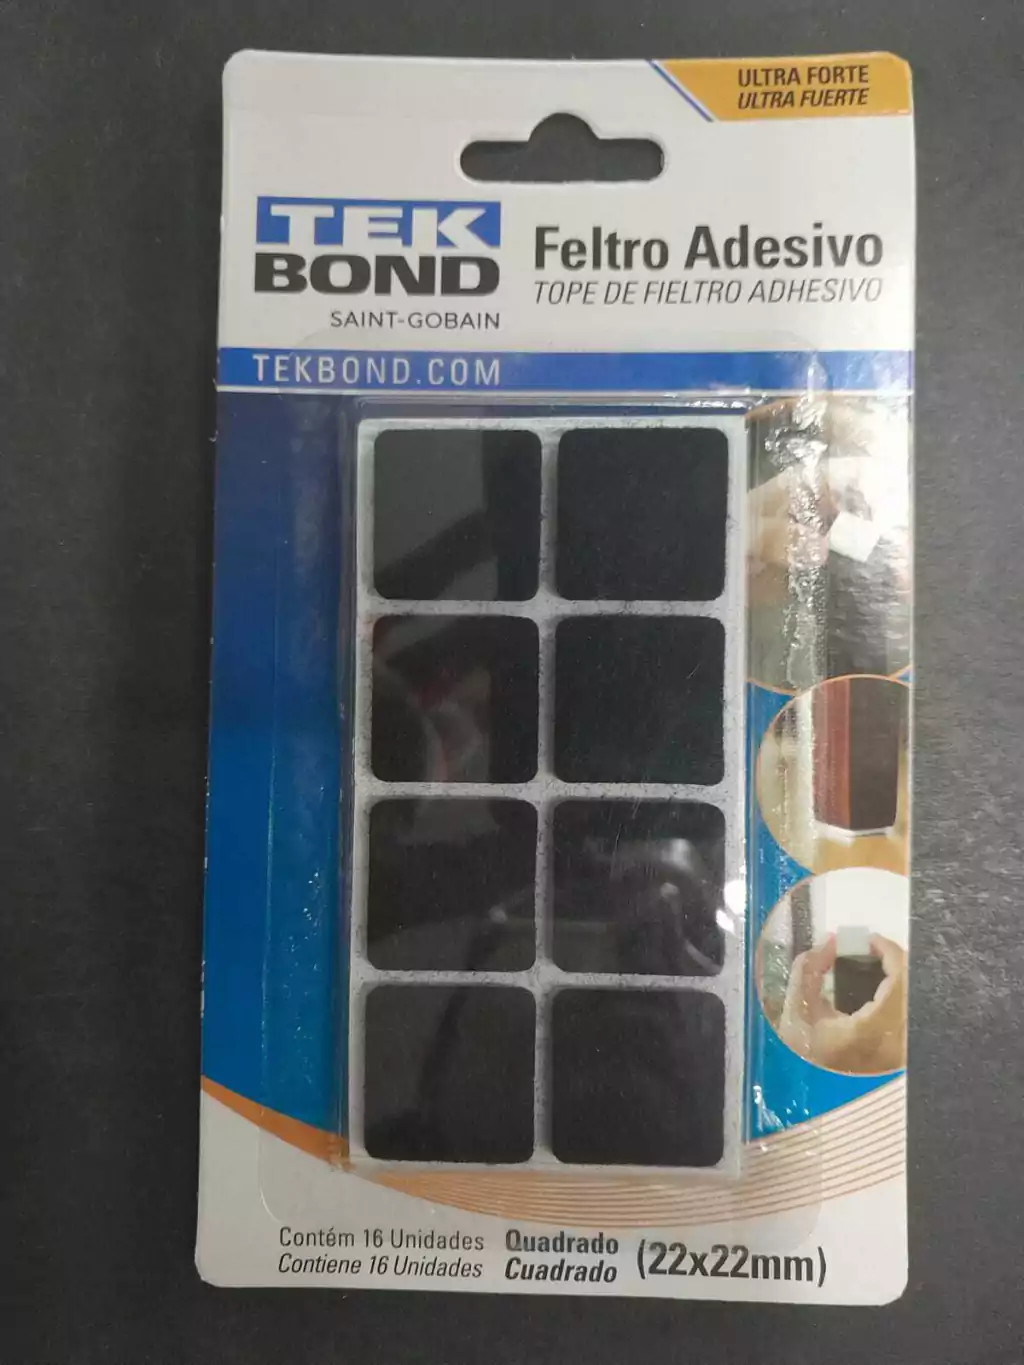 ULTRA FORTE
ULTRA FUERTE
TEK
BOND
SAINT-GOBAIN
Feltro Adesivo
TOPE DE FIELTRO ADHESIVO
TEKBOND.COM
Contém 16 Unidades
Contiene 16 Unidades
Quadrado
Cuadrado
(22x22mm)